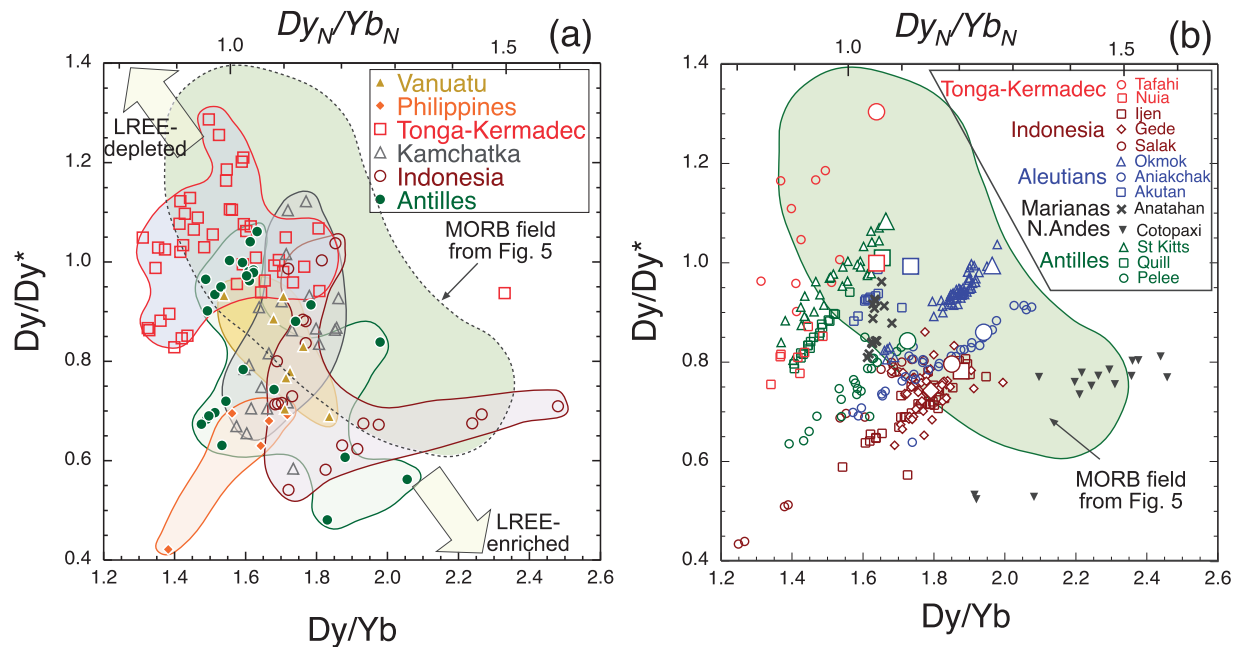 Dy_N/Yb_N
(a)
1.0
1.5
1.4
1.2
1.0
0.8
0.6
0.4
Dy/Dy*
LREE-
depleted
Vanuatu
Philippines
Tonga-Kermadec
Kamchatka
Indonesia
Antilles
MORB field
from Fig. 5
LREE-
enriched
1.2
1.4
1.6
1.8
2.0
2.2
2.4
2.6
Dy/Yb
Dy_N/Yb_N
(b)
1.0
1.5
1.4
1.2
1.0
0.8
0.6
0.4
Dy/Dy*
Tonga-Kermadec
Tafahi
Nuia
Indonesia
Ijen
Gede
Salak
Aleutians
Okmok
Aniakchak
Akutan
Marianas
Anatahan
N.Andes
Cotopaxi
Antilles
St Kitts
Quill
Pelee
MORB field
from Fig. 5
1.2
1.4
1.6
1.8
2.0
2.2
2.4
2.6
Dy/Yb